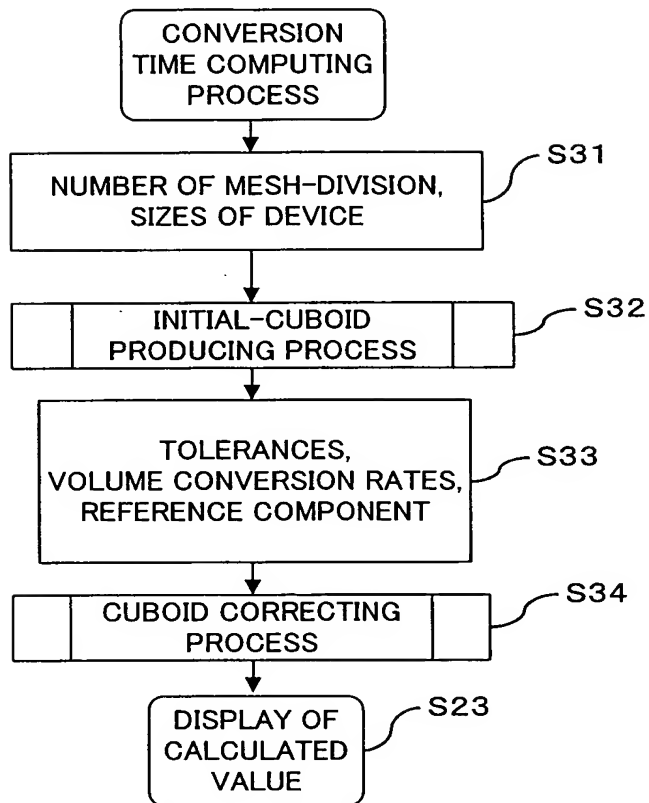 CONVERSION
TIME COMPUTING
PROCESS
S31
NUMBER OF MESH-DIVISION,
SIZES OF DEVICE
S32
INITIAL-CUBOID
PRODUCING PROCESS
TOLERANCES,
VOLUME CONVERSION RATES,
REFERENCE COMPONENT
S33
S34
CUBOID CORRECTING
PROCESS
S23
DISPLAY OF
CALCULATED
VALUE